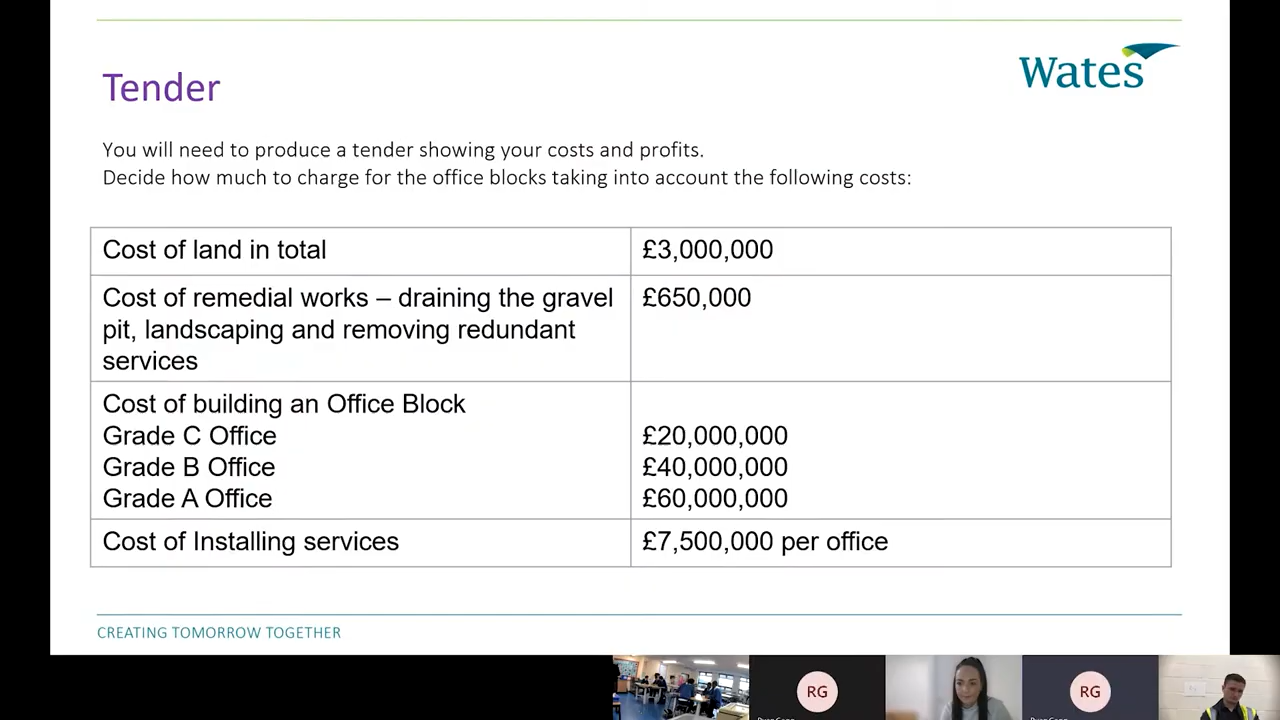 Wates
Tender
You will need to produce a tender showing your costs and profits.
Decide how much to charge for the office blocks taking into account the following costs:
Cost of land in total £3,000,000
Cost of remedial works – draining the gravel £650,000
pit, landscaping and removing redundant
services
Cost of building an Office Block
Grade C Office £20,000,000
Grade B Office £40,000,000
Grade A Office £60,000,000
Cost of Installing services £7,500,000 per office
CREATING TOMORROW TOGETHER
RG
RG